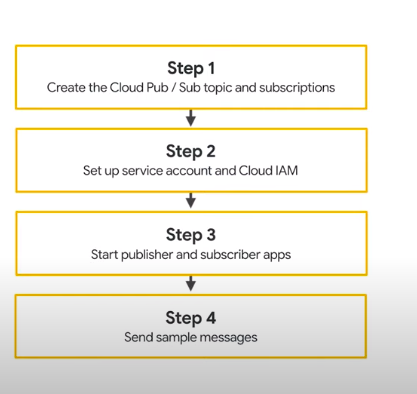 Step 1
Create the Cloud Pub / Sub topic and subscriptions
Step 2
Set up service account and Cloud IAM
Step 3
Start publisher and subscriber apps
Step 4
Send sample messages